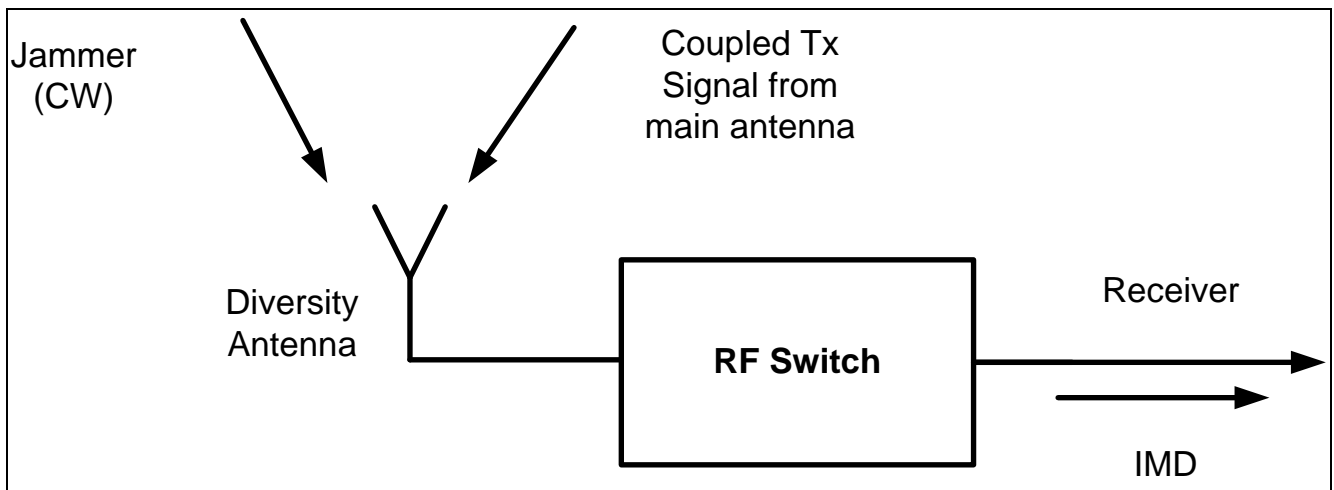 Jammer
(CW)
Coupled Tx
Signal from
main antenna
Diversity
Antenna
RF Switch
Receiver
IMD